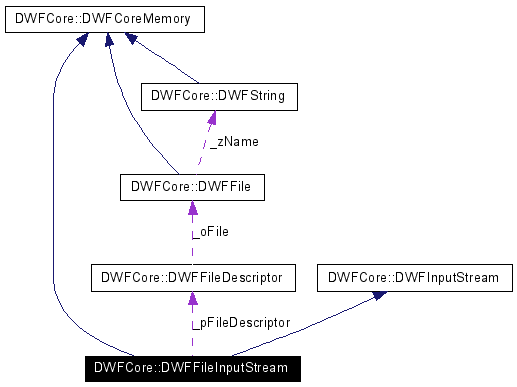 DWFCore::DWFCoreMemory
DWFCore::DWFString
_zName
DWFCore::DWFFile
_oFile
DWFCore::DWFFileDescriptor
DWFCore::DWFInputStream
_pFileDescriptor
DWFCore::DWFFileInputStream